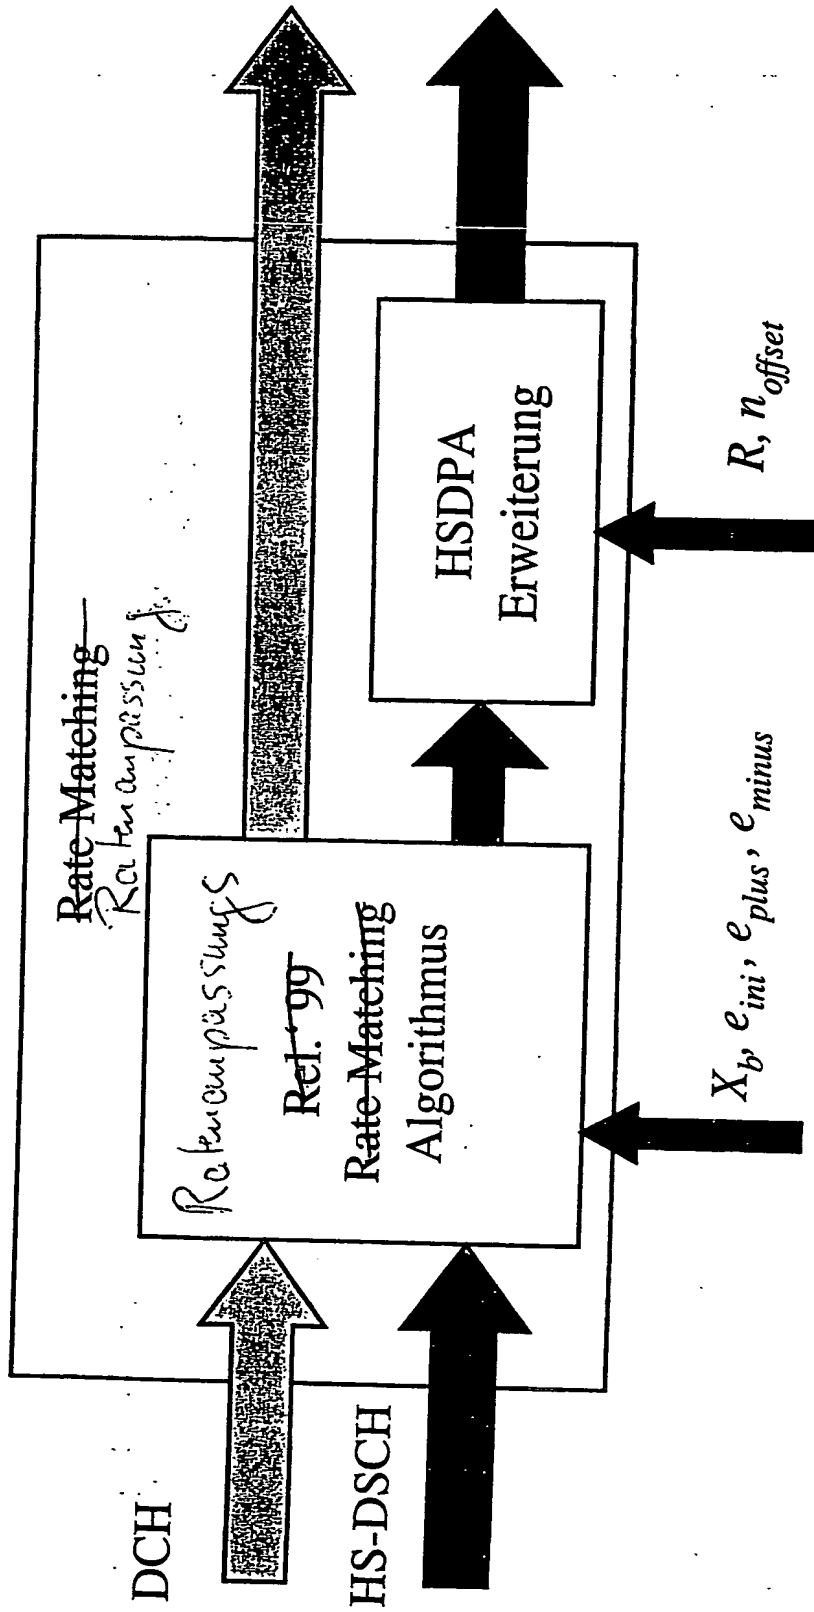 Rate Matching
Ratenanpassung
DCH
HS-DSCH
Ratenanpassungs
Rel. '99
Rate Matching
Algorithmus
HSDPA
Erweiterung
X_b, e_ini, e_plus, e_minus
R, n_offset